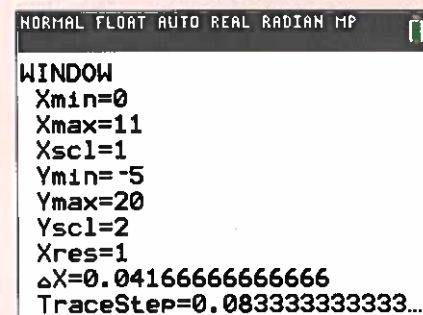 NORMAL FLOAT AUTO REAL RADIAN MP
WINDOW
Xmin=0
Xmax=11
Xscl=1
Ymin=-5
Ymax=20
Yscl=2
Xres=1
△X=0.04166666666666
TraceStep=0.083333333333…